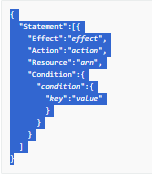 {
"Statement":[{
"Effect":"effect",
"Action":"action",
"Resource":"arn",
"Condition":{
"condition":{
"key":"value"
}
}
}
]
}